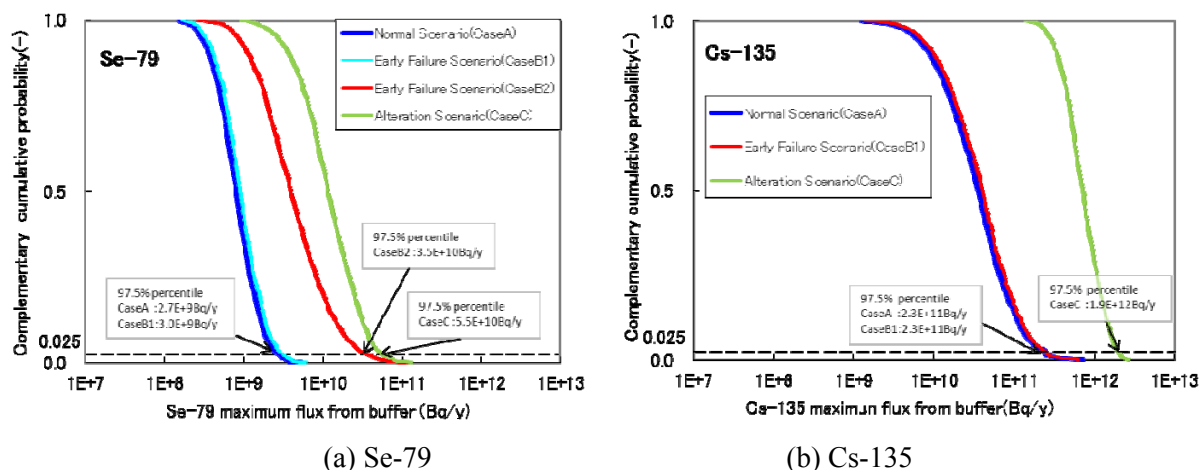 Complementary cumulative probability(-)
1.0
0.5
0.025
0.0
Se-79
Normal Scenario(CaseA)
Early Failure Scenario(CaseB1)
Early Failure Scenario(CaseB2)
Alteration Scenario(CaseC)
97.5% percentile
CaseB2 :3.5E+10Bq/y
97.5% percentile
CaseA :2.7E+9Bq/y
CaseB1:3.0E+9Bq/y
97.5% percentile
CaseC :5.5E+10Bq/y
1E+7 1E+8 1E+9 1E+10 1E+11 1E+12 1E+13
Se-79 maximum flux from buffer (Bq/y)
(a) Se-79
Complementary cumulative probability(-)
1.0
0.5
0.025
0.0
Cs-135
Normal Scenario(CaseA)
Early Failure Scenario(CaseB1)
Alteration Scenario(CaseC)
97.5% percentile
CaseC :1.9E+12Bq/y
97.5% percentile
CaseA :2.3E+11Bq/y
CaseB1:2.3E+11Bq/y
1E+7 1E+8 1E+9 1E+10 1E+11 1E+12 1E+13
Cs-135 maximun flux from buffer(Bq/y)
(b) Cs-135